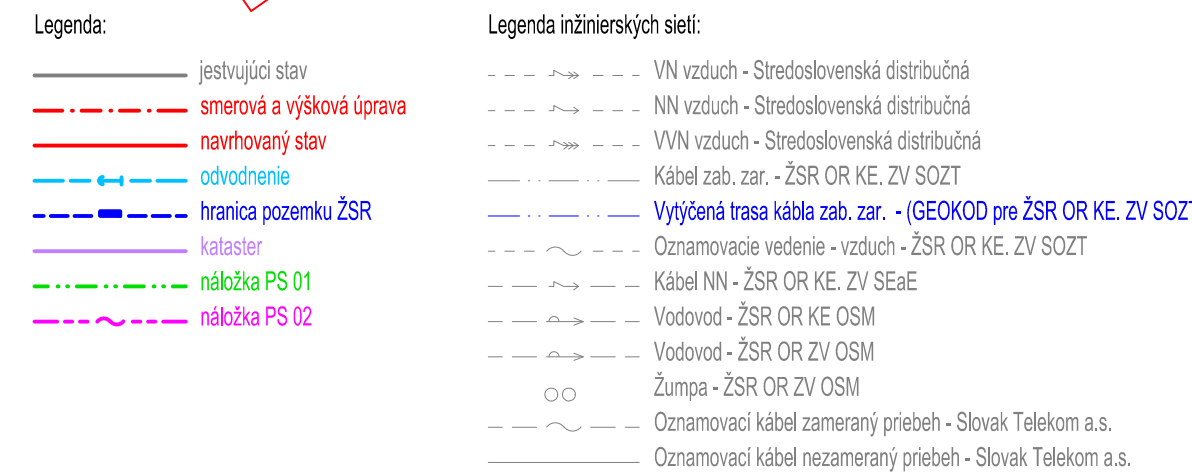 Legenda:
jestvujúci stav
smerová a výšková úprava
navrhovaný stav
odvodnenie
hranica pozemku ŽSR
kataster
náložka PS 01
náložka PS 02
Legenda inžinierských sietí:
VN vzduch - Stredoslovenská distribučná
NN vzduch - Stredoslovenská distribučná
VVN vzduch - Stredoslovenská distribučná
Kábel zab. zar. - ŽSR OR KE. ZV SOZT
Vytýčená trasa kábla zab. zar. - (GEOKOD pre ŽSR OR KE. ZV SOZT
Oznamovacie vedenie - vzduch - ŽSR OR KE. ZV SOZT
Kábel NN - ŽSR OR KE. ZV SEaE
Vodovod - ŽSR OR KE OSM
Vodovod - ŽSR OR ZV OSM
Žumpa - ŽSR OR ZV OSM
Oznamovací kábel zameraný priebeh - Slovak Telekom a.s.
Oznamovací kábel nezameraný priebeh - Slovak Telekom a.s.